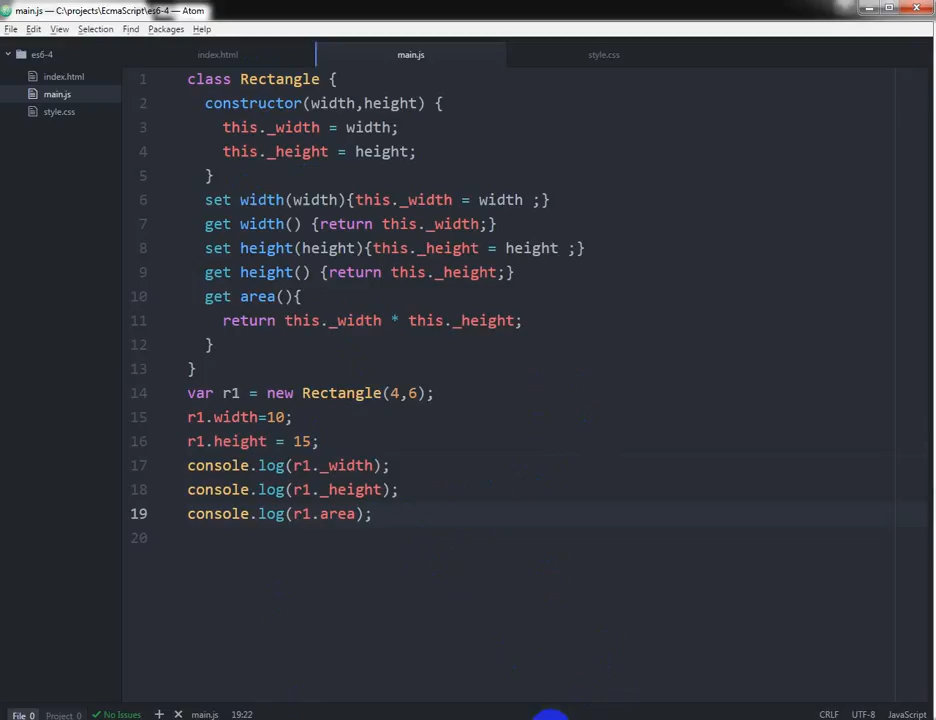 main.js — C:\projects\EcmaScript\es6-4 — Atom
File Edit View Selection Find Packages Help
es6-4
index.html
main.js
style.css
index.html main.js style.css
1 class Rectangle {
2 constructor(width,height) {
3 this._width = width;
4 this._height = height;
5 }
6 set width(width){this._width = width ;}
7 get width() {return this._width;}
8 set height(height){this._height = height ;}
9 get height() {return this._height;}
10 get area(){
11 return this._width * this._height;
12 }
13 }
14 var r1 = new Rectangle(4,6);
15 r1.width=10;
16 r1.height = 15;
17 console.log(r1._width);
18 console.log(r1._height);
19 console.log(r1.area);
20
File 0 Project 0 No Issues main.js 19:22 CRLF UTF-8 JavaScript